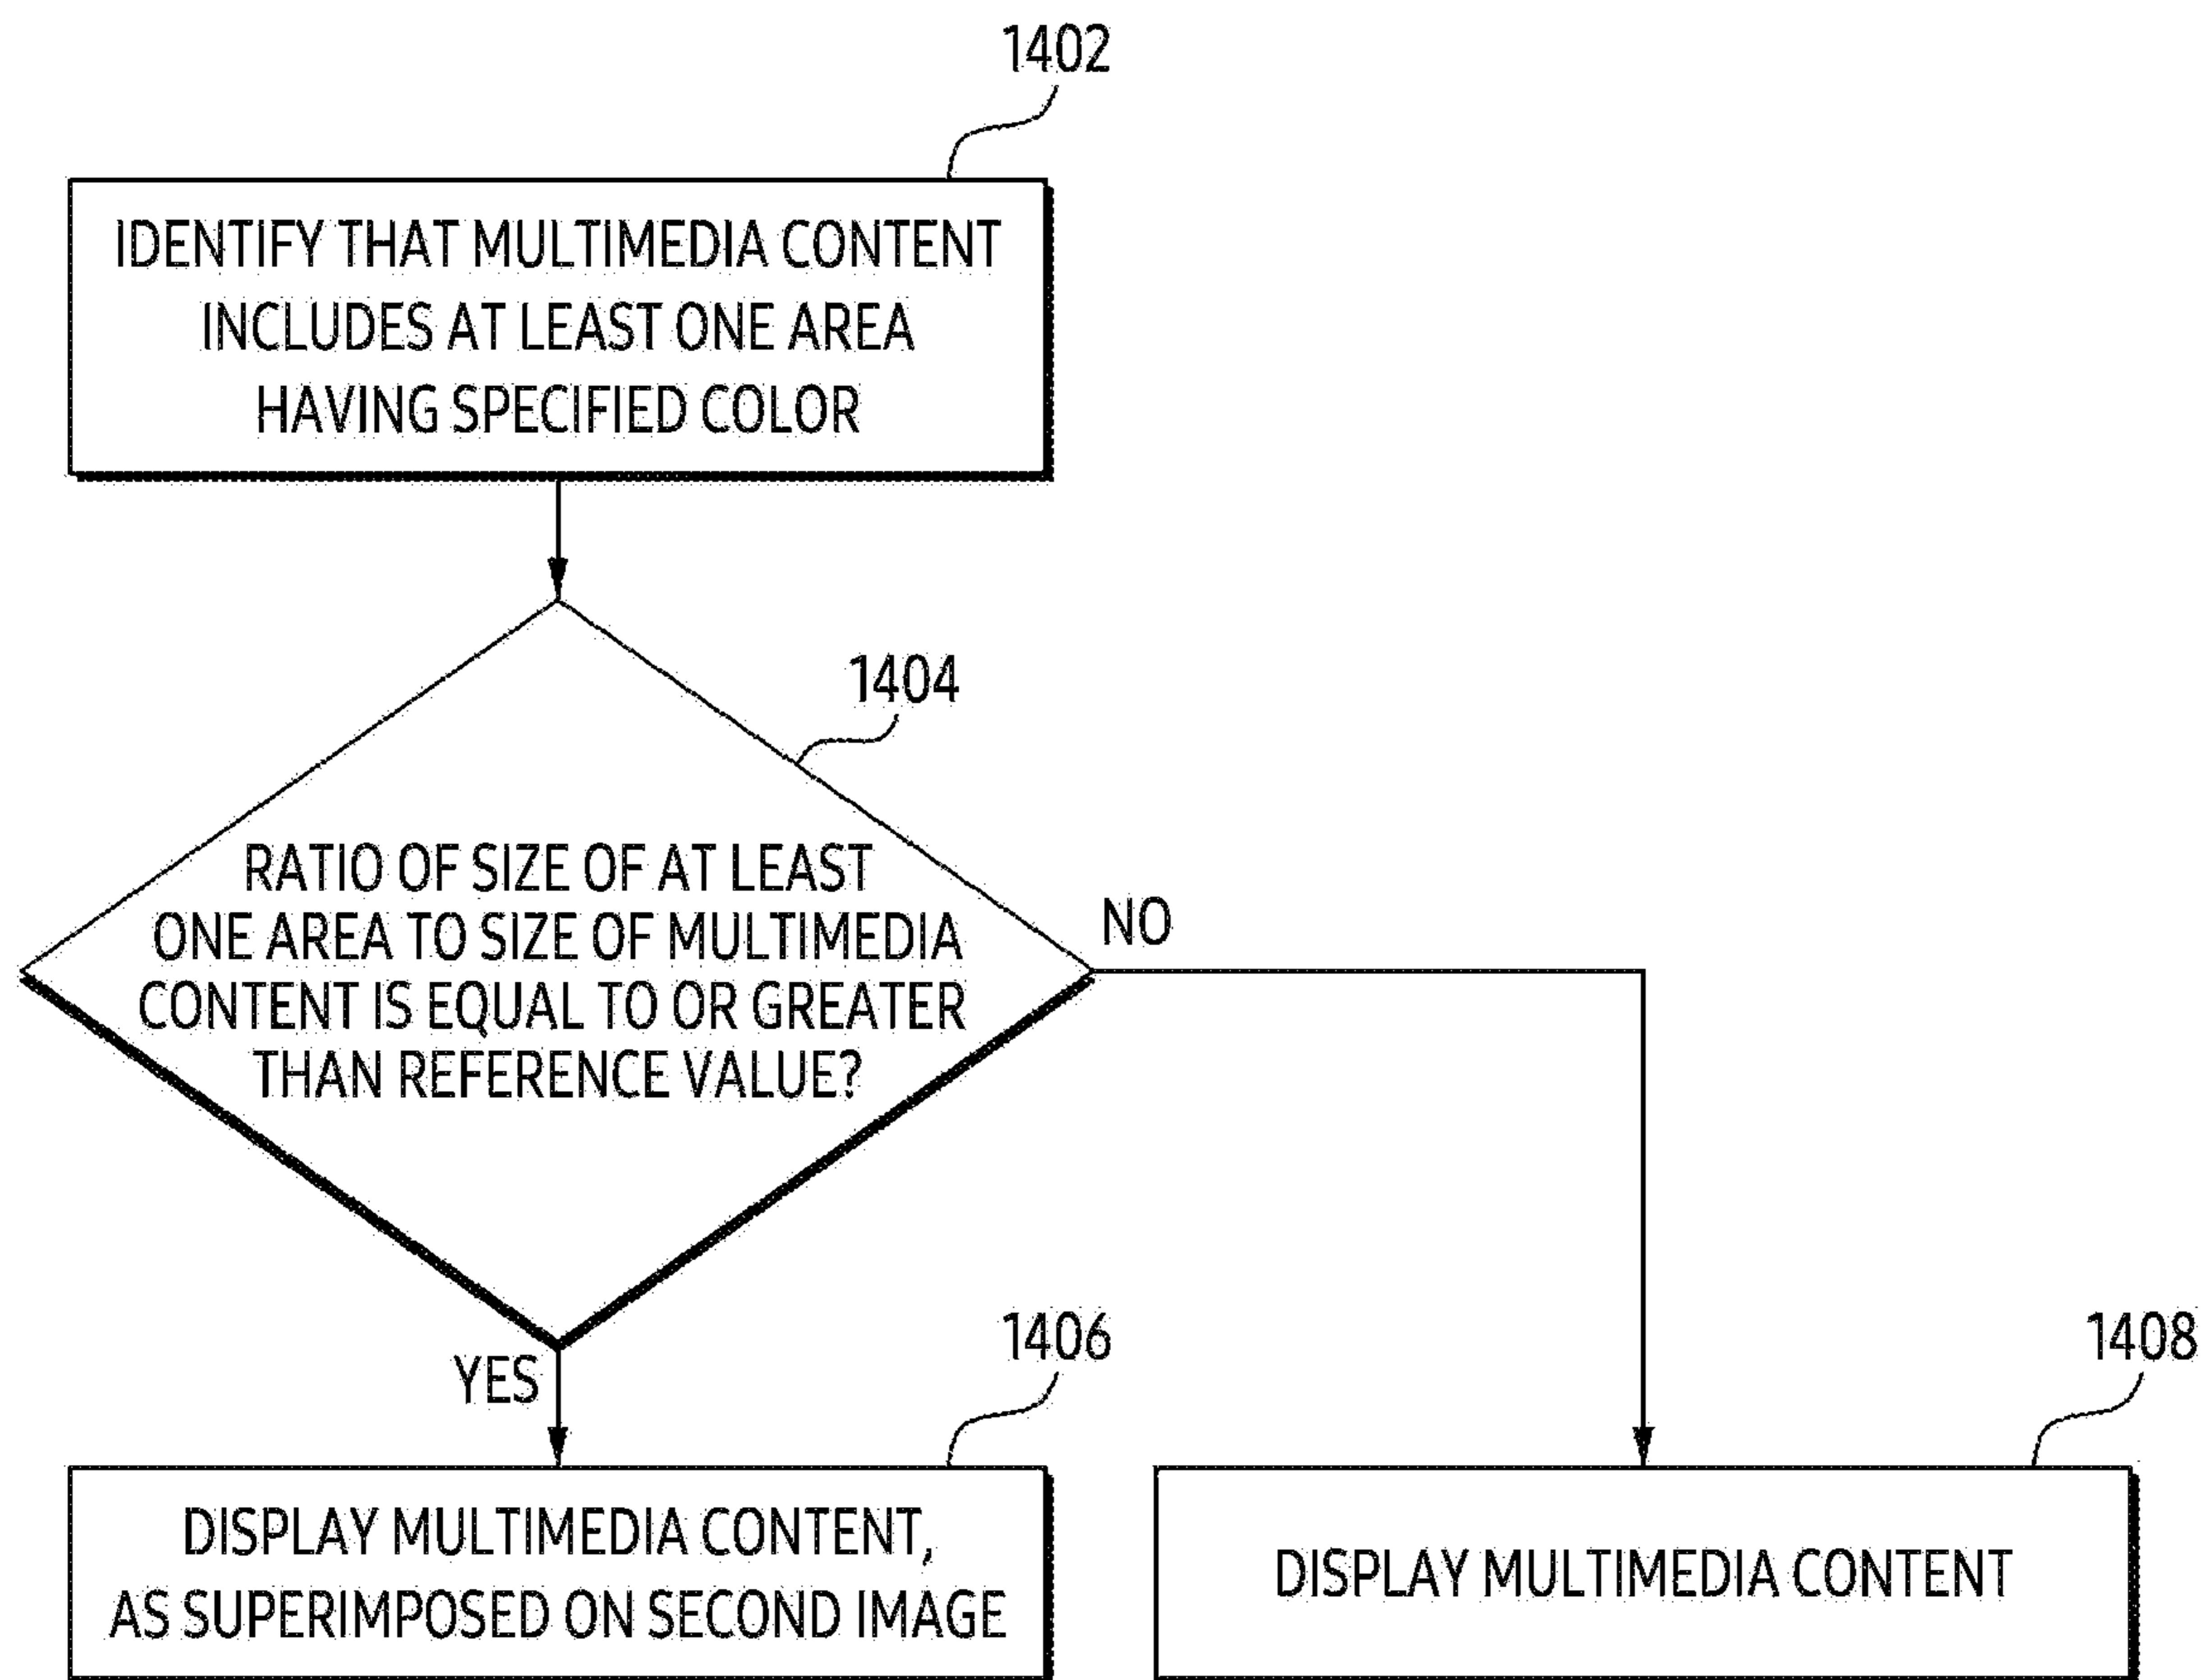 1402
IDENTIFY THAT MULTIMEDIA CONTENT
INCLUDES AT LEAST ONE AREA
HAVING SPECIFIED COLOR
1404
RATIO OF SIZE OF AT LEAST
ONE AREA TO SIZE OF MULTIMEDIA
CONTENT IS EQUAL TO OR GREATER
THAN REFERENCE VALUE?
NO
YES
1406
DISPLAY MULTIMEDIA CONTENT,
AS SUPERIMPOSED ON SECOND IMAGE
1408
DISPLAY MULTIMEDIA CONTENT